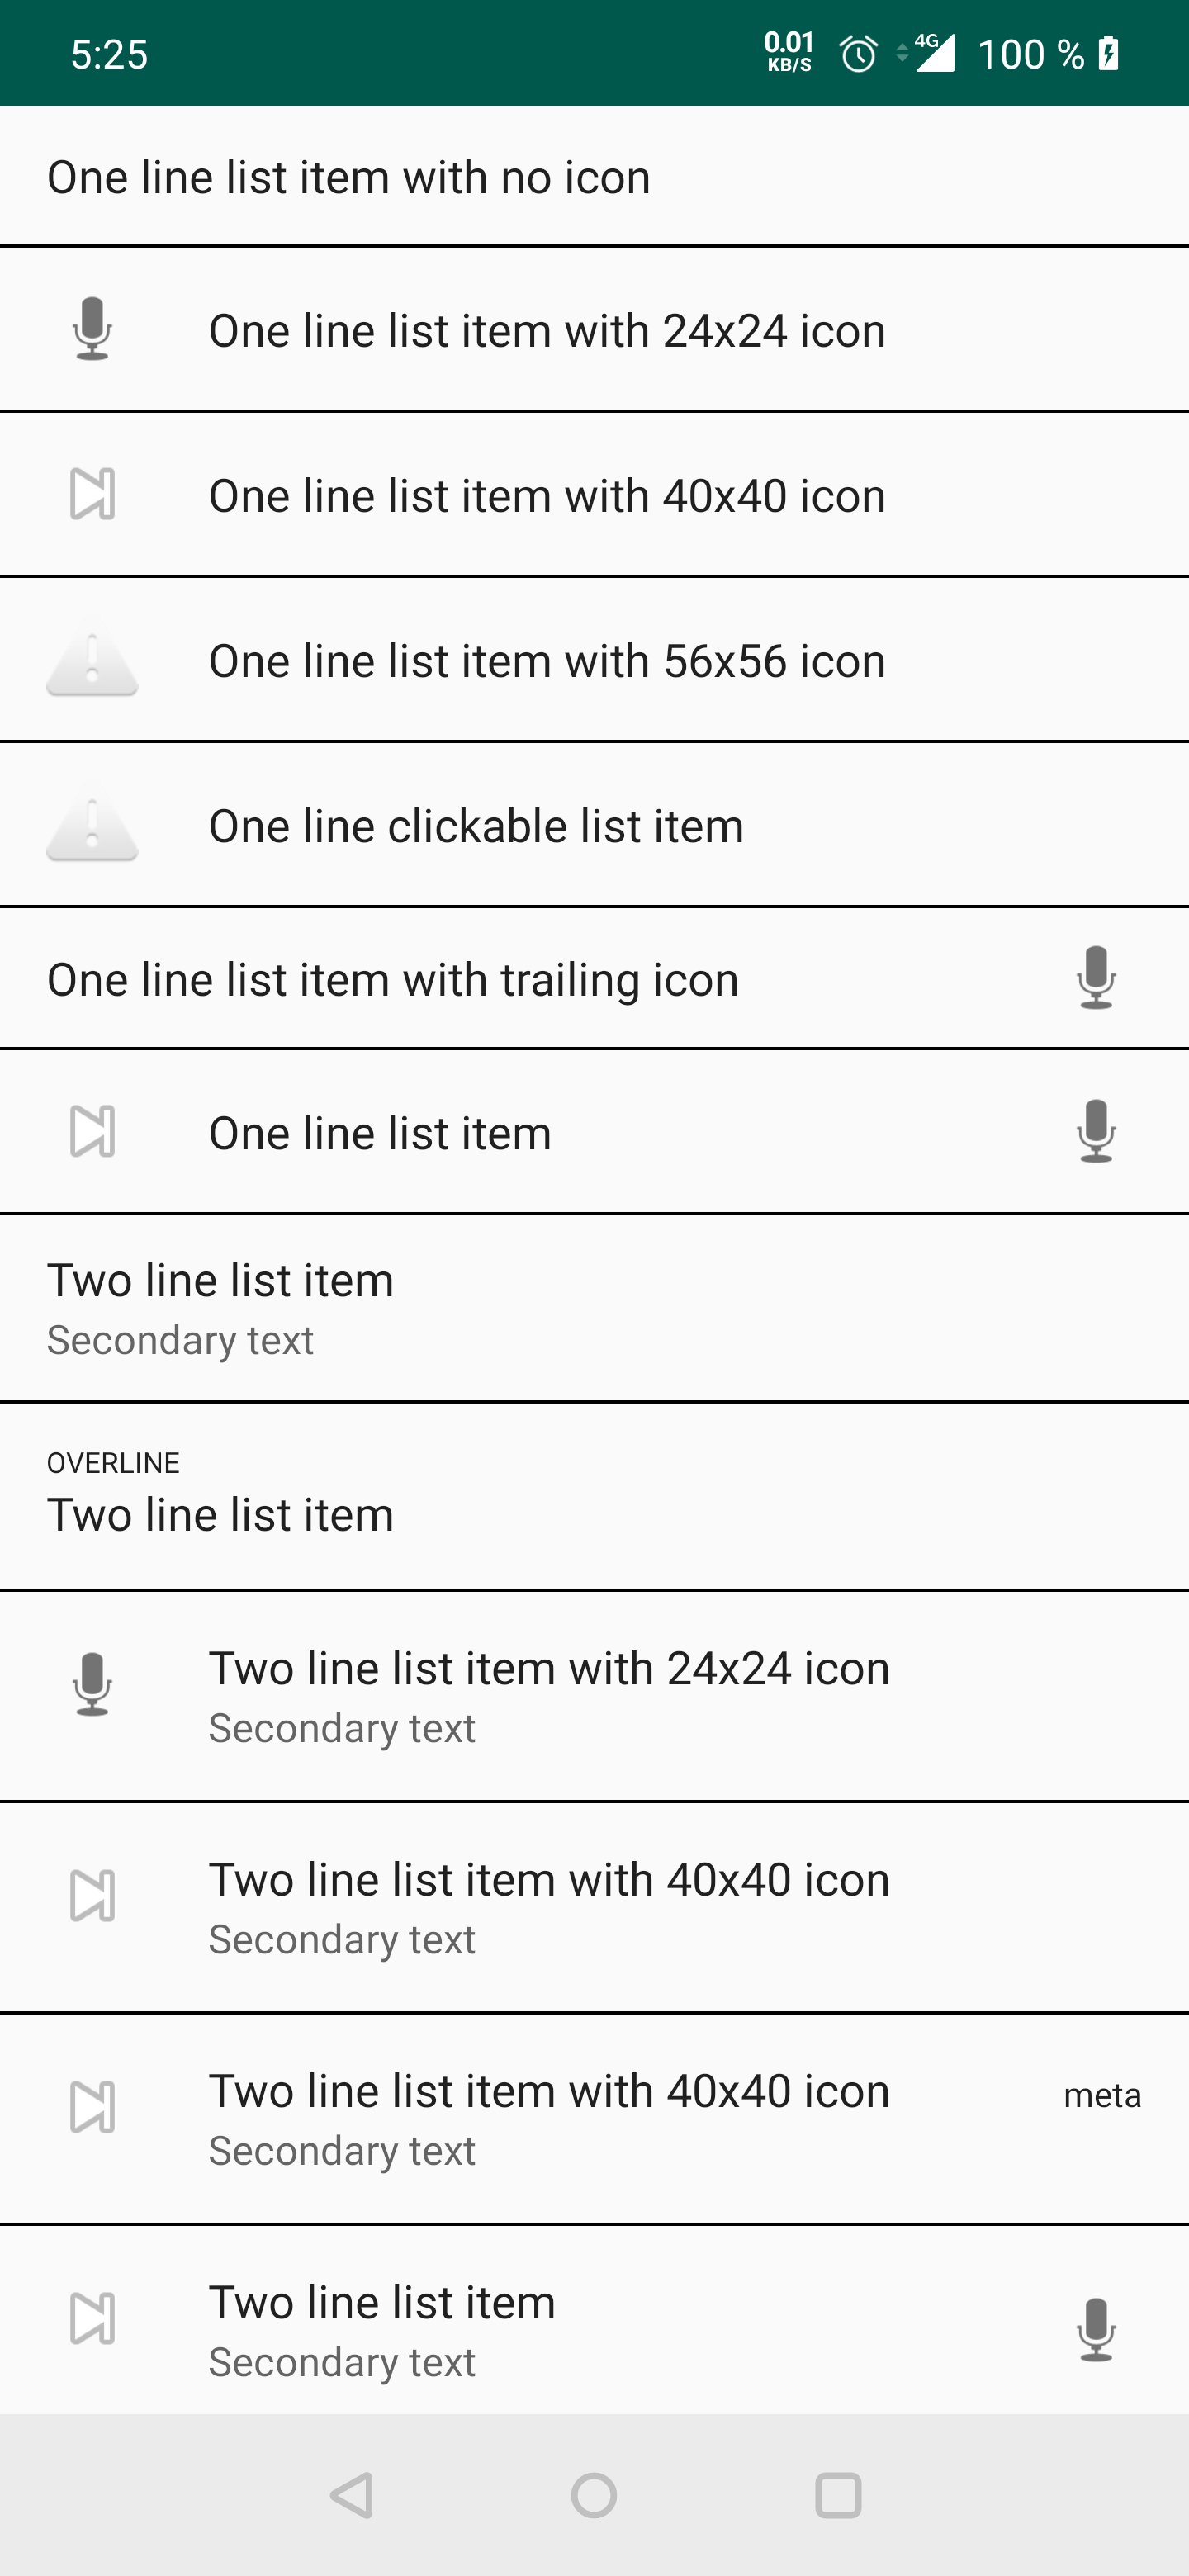 5:25
0.01
KB/S
4G
100 %
One line list item with no icon
One line list item with 24x24 icon
One line list item with 40x40 icon
One line list item with 56x56 icon
One line clickable list item
One line list item with trailing icon
One line list item
Two line list item
Secondary text
OVERLINE
Two line list item
Two line list item with 24x24 icon
Secondary text
Two line list item with 40x40 icon
Secondary text
Two line list item with 40x40 icon
meta
Secondary text
Two line list item
Secondary text